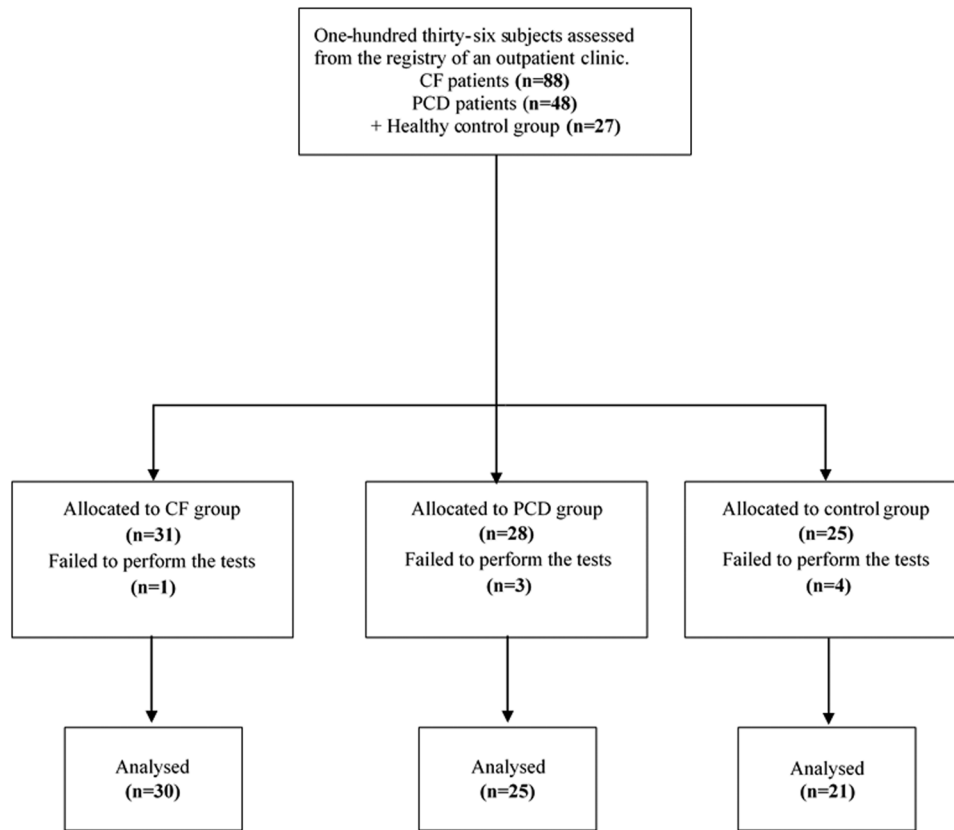 One-hundred thirty-six subjects assessed
from the registry of an outpatient clinic.
CF patients (n=88)
PCD patients (n=48)
+ Healthy control group (n=27)
Allocated to CF group
(n=31)
Failed to perform the tests
(n=1)
Allocated to PCD group
(n=28)
Failed to perform the tests
(n=3)
Allocated to control group
(n=25)
Failed to perform the tests
(n=4)
Analysed
(n=30)
Analysed
(n=25)
Analysed
(n=21)